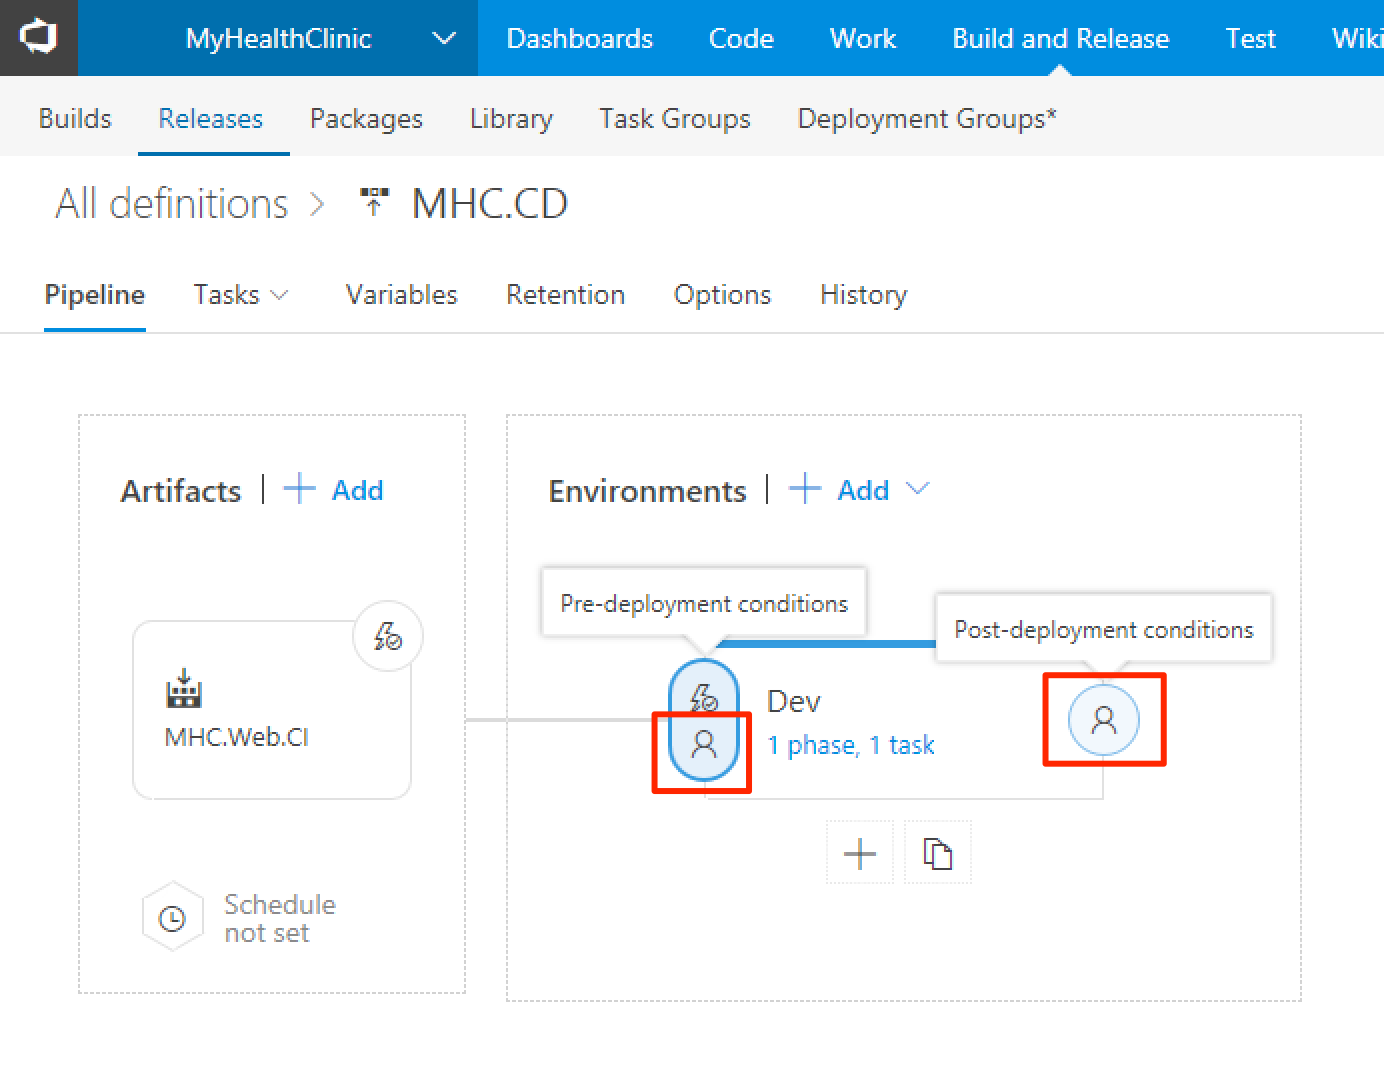 MyHealthClinic Dashboards Code Work Build and Release Test Wiki
Builds Releases Packages Library Task Groups Deployment Groups*
All definitions > MHC.CD
Pipeline Tasks Variables Retention Options History
Artifacts | + Add
Environments | + Add
Pre-deployment conditions
Post-deployment conditions
MHC.Web.CI
Dev
1 phase, 1 task
Schedule
not set